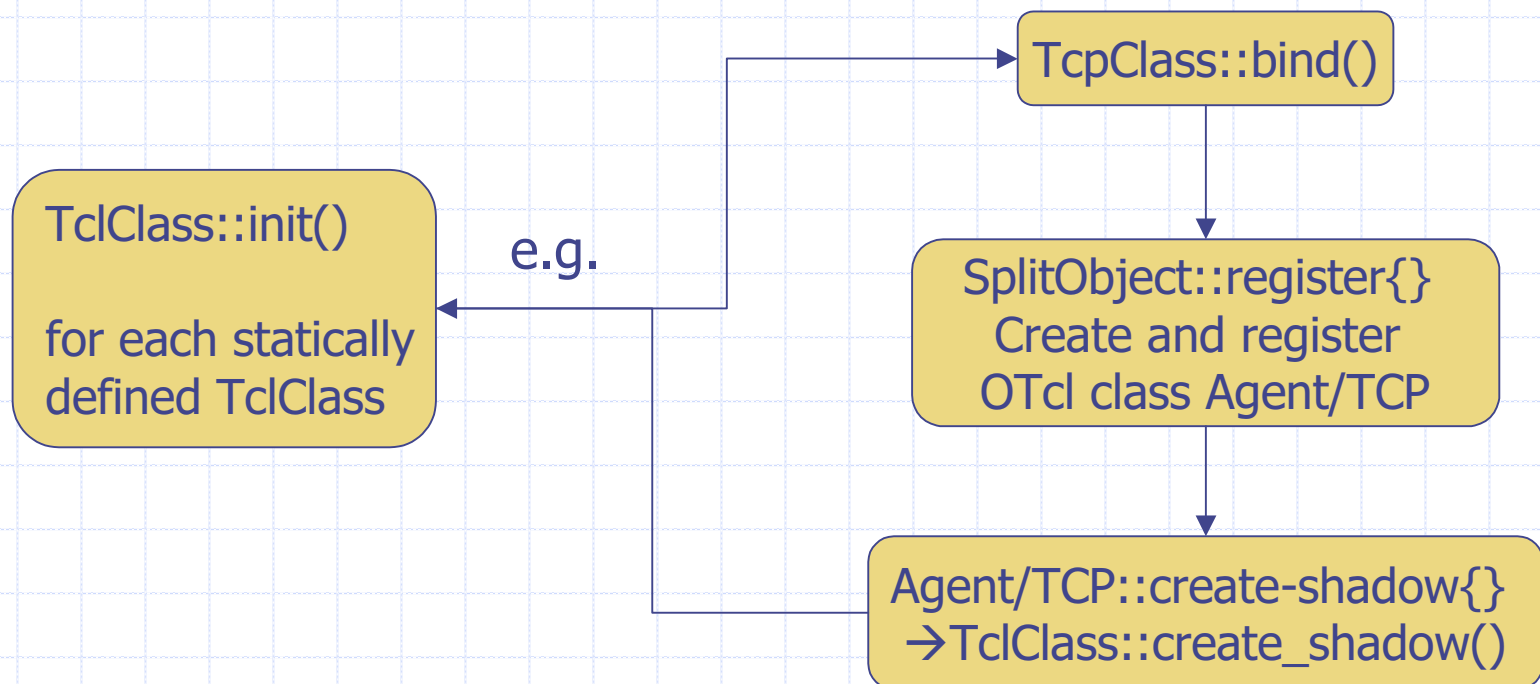 TclClass::init()
for each statically
defined TclClass
e.g.
TcpClass::bind()
SplitObject::register{}
Create and register
OTcl class Agent/TCP
Agent/TCP::create-shadow{}
→TclClass::create_shadow()